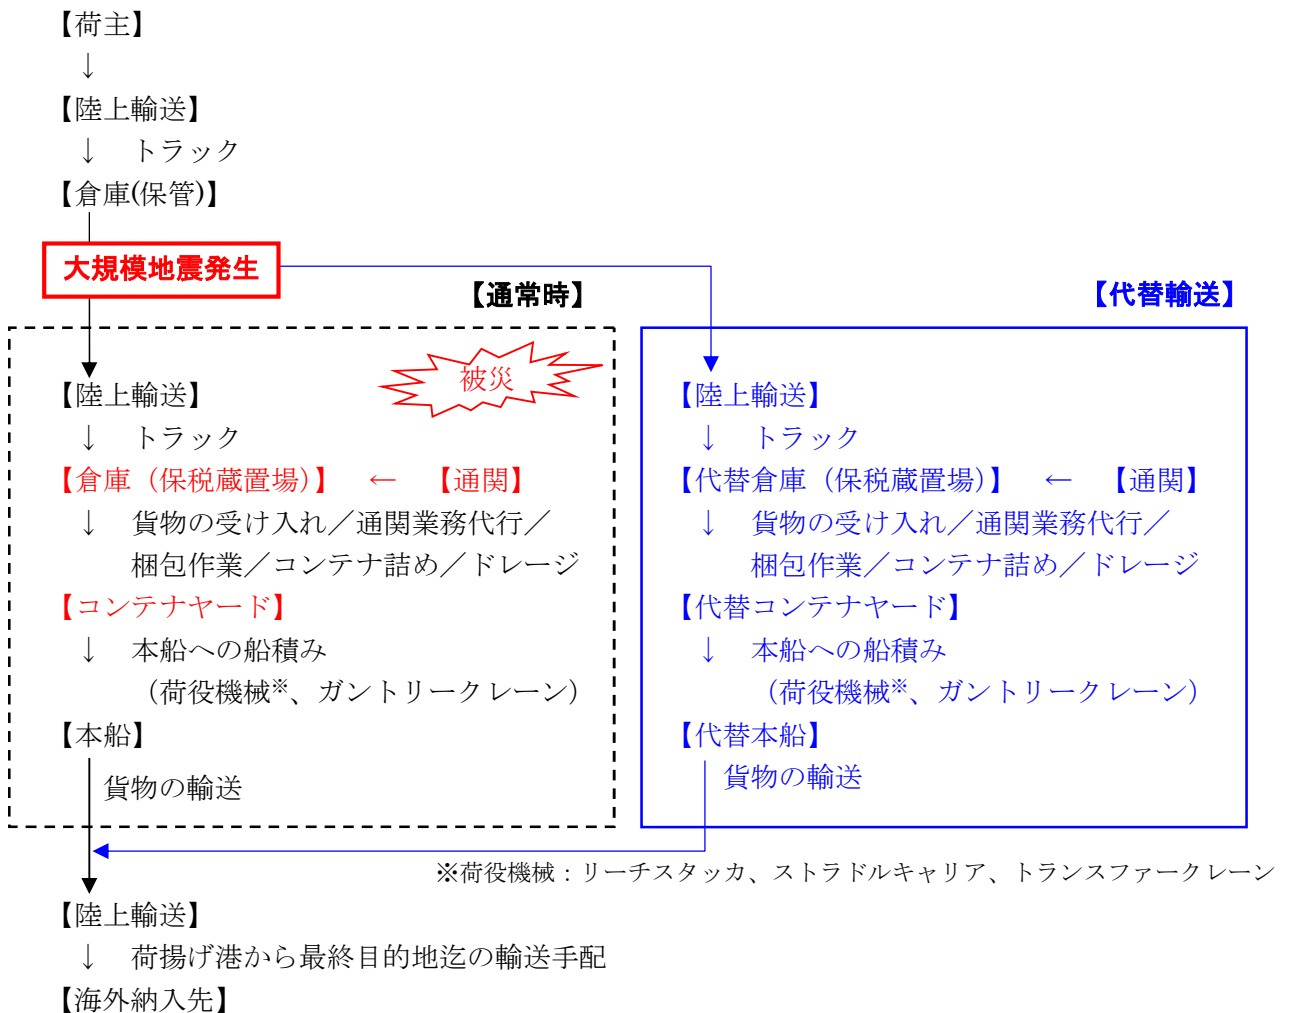 【荷主】
↓
【陸上輸送】
↓　トラック
【倉庫(保管)】
大規模地震発生
【通常時】
被災
【陸上輸送】
↓　トラック
【倉庫（保税蔵置場）】　←　【通関】
↓　貨物の受け入れ／通関業務代行／
梱包作業／コンテナ詰め／ドレージ
【コンテナヤード】
↓　本船への船積み
（荷役機械※、ガントリークレーン）
【本船】
貨物の輸送
【代替輸送】
【陸上輸送】
↓　トラック
【代替倉庫（保税蔵置場）】　←　【通関】
↓　貨物の受け入れ／通関業務代行／
梱包作業／コンテナ詰め／ドレージ
【代替コンテナヤード】
↓　本船への船積み
（荷役機械※、ガントリークレーン）
【代替本船】
貨物の輸送
※荷役機械：リーチスタッカ、ストラドルキャリア、トランスファークレーン
【陸上輸送】
↓　荷揚げ港から最終目的地迄の輸送手配
【海外納入先】